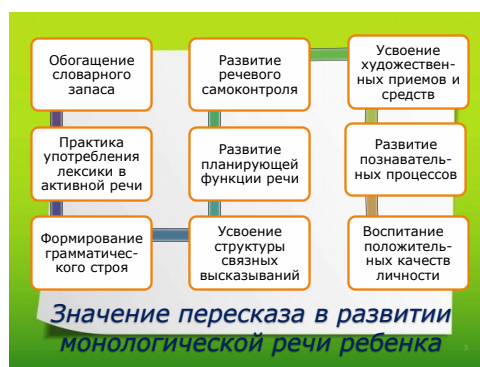 Обогащение
словарного
запаса
Практика
употребления
лексики в
активной речи
Формирование
грамматичес-
кого строя
Усвоение
структуры
связных
высказываний
Развитие
планирующей
функции речи
Развитие
речевого
самоконтроля
Усвоение
художествен-
ных приемов и
средств
Развитие
познаватель-
ных процессов
Воспитание
положитель-
ных качеств
личности
Значение пересказа в развитии
монологической речи ребенка